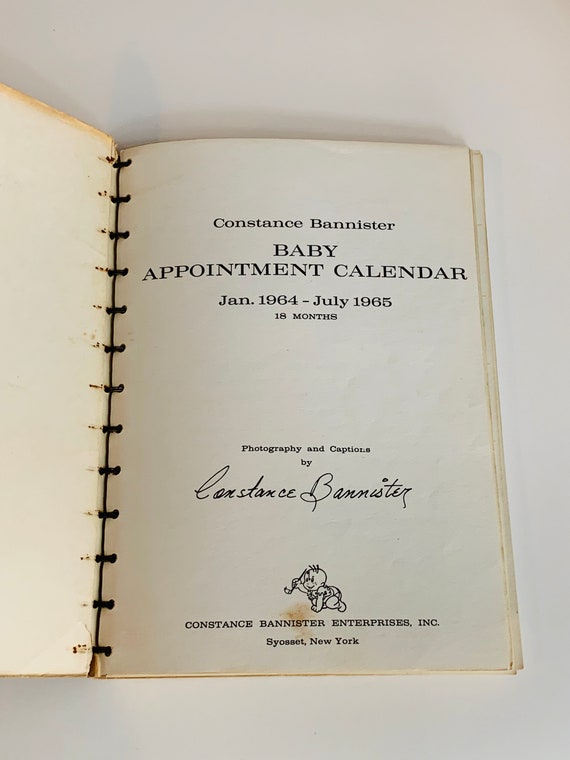 Constance Bannister
BABY
APPOINTMENT CALENDAR
Jan. 1964 - July 1965
18 MONTHS
Photography and Captions
by
Constance Bannister
CONSTANCE BANNISTER ENTERPRISES, INC.
Syosset, New York